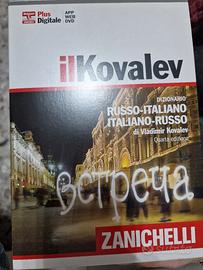 Plus
Digitale
APP
WEB
DVD
ilKovalev
DIZIONARIO
RUSSO-ITALIANO
ITALIANO-RUSSO
di Vladimir Kovalev
Quarta edizione
встреча
ZANICHELLI